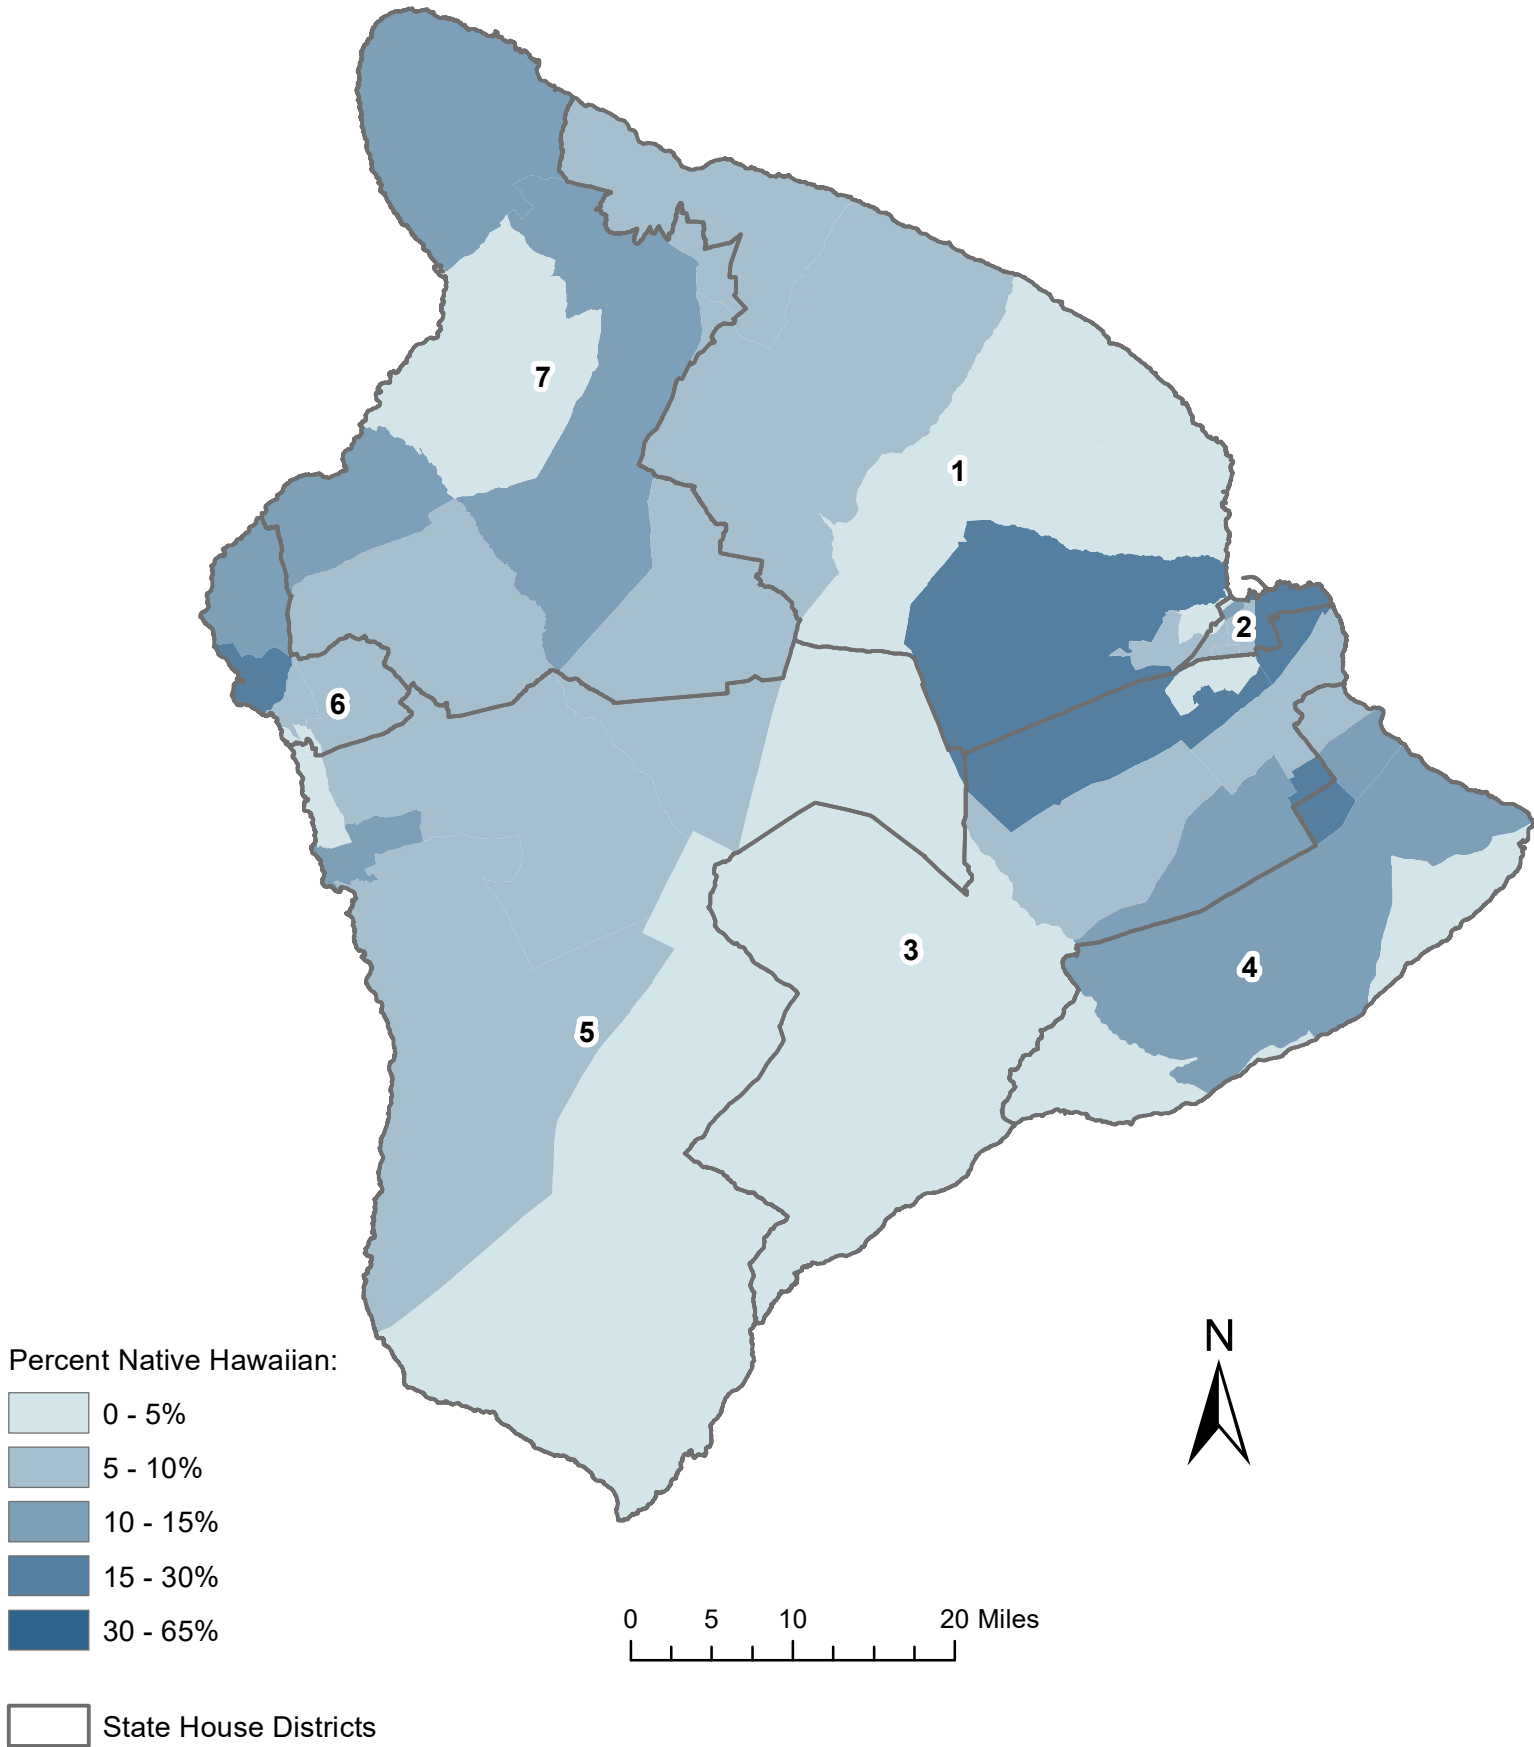 7
1
2
6
3
4
5
N
Percent Native Hawaiian:
0 - 5%
5 - 10%
10 - 15%
15 - 30%
30 - 65%
0 5 10 20 Miles
State House Districts